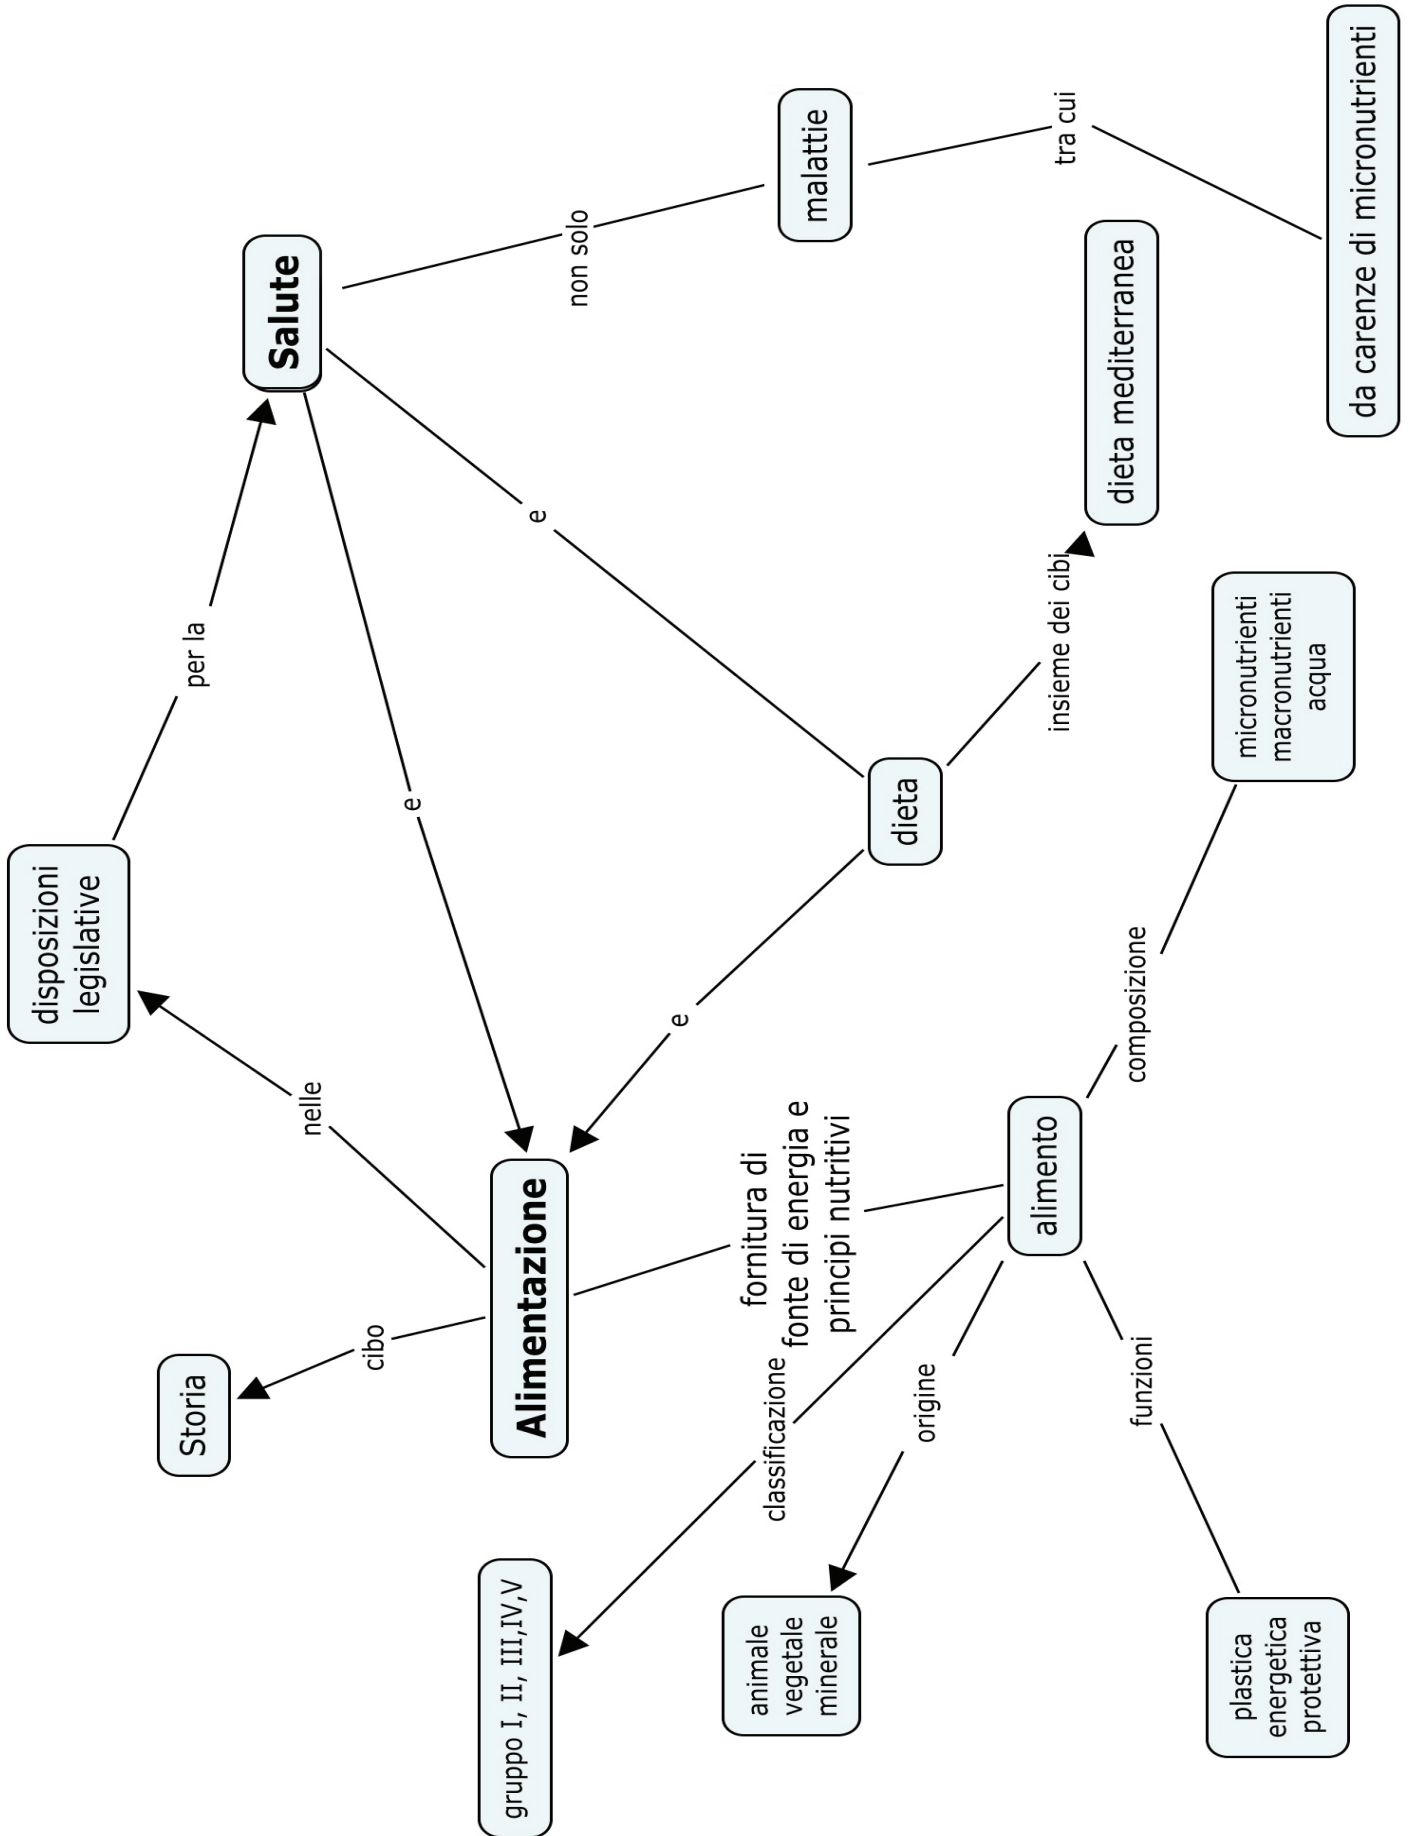 disposizioni
legislative
Storia
nelle
per la
cibo
Salute
e
Alimentazione
gruppo I, II, III,IV,V
e
non solo
e
fornitura di
fonte di energia e
principi nutritivi
classificazione
malattie
animale
vegetale
minerale
origine
dieta
alimento
insieme dei cibi
tra cui
dieta mediterranea
funzioni
composizione
plastica
energetica
protettiva
micronutrienti
macronutrienti
acqua
da carenze di micronutrienti